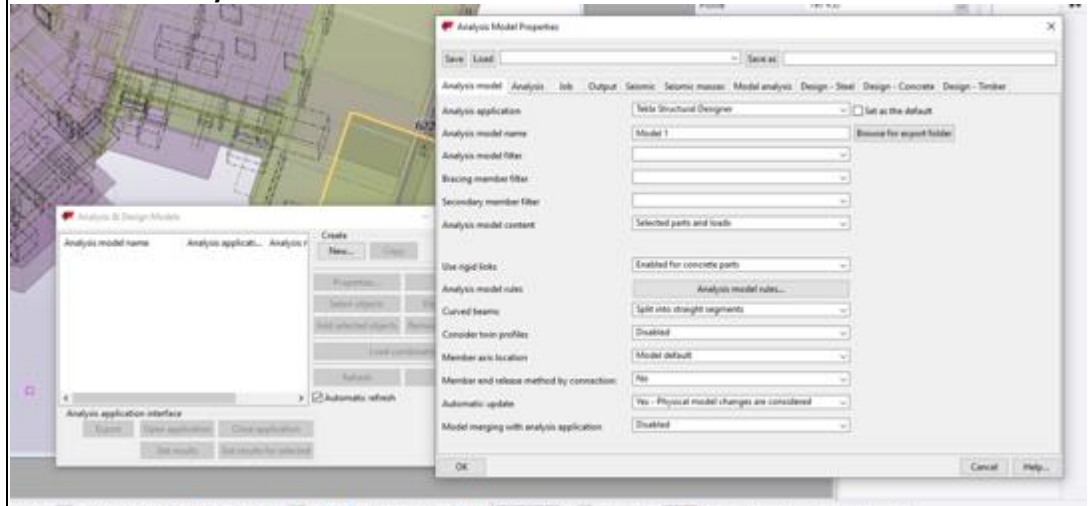 Analysis Model Properties
Save Load Save as
Analysis model Analysis Job Output Seismic Seismic masses Modal analysis Design - Steel Design - Concrete Design - Timber
Analysis application Tekla Structural Designer Set as the default
Analysis model name Model 1 Browse for export folder
Analysis model filter
Bracing member filter
Secondary member filter
Analysis model content Selected parts and loads
Use rigid links Enabled for concrete parts
Analysis model rules Analysis model rules...
Curved beams Split into straight segments
Consider twin profiles Disabled
Member axis location Model default
Member end release method by connection: No
Automatic update Yes - Physical model changes are considered
Model merging with analysis application Disabled
OK Cancel Help...
Analysis & Design Models
Analysis model name Analysis applicati... Analysis
Create
New... Copy
Properties...
Select objects
Add selected objects
Refresh
Automatic refresh
Analysis application interface
Export Open application Close application
Get results Get results for selected